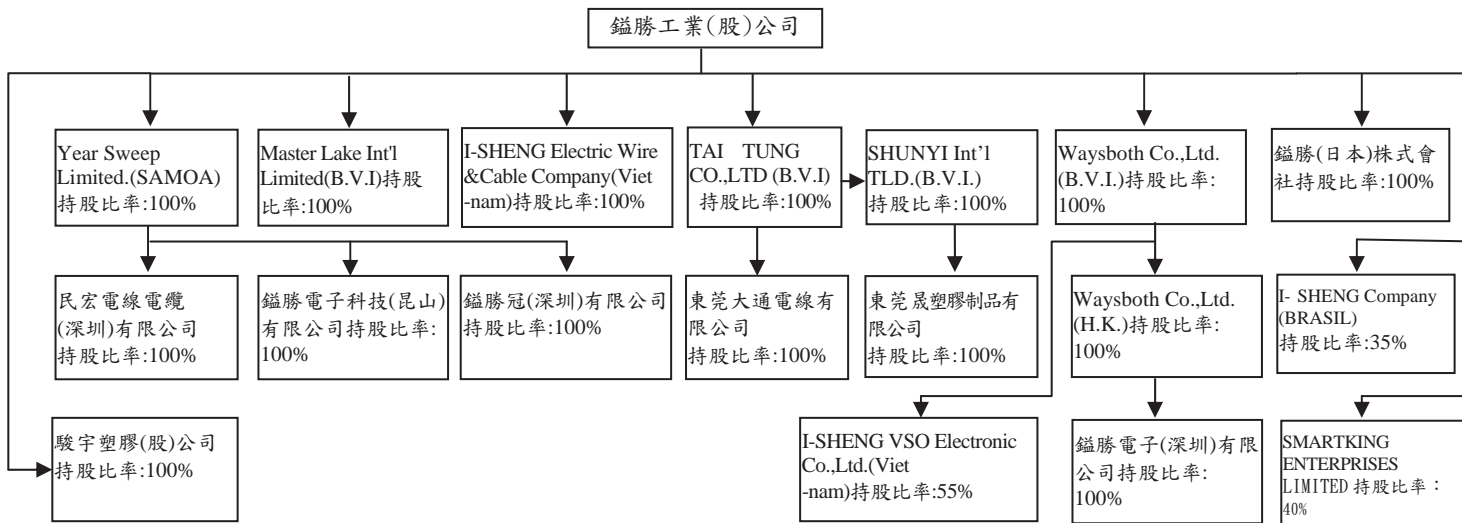 鎰勝工業(股)公司
Year Sweep
Limited.(SAMOA)
持股比率:100%
Master Lake Int'l
Limited(B.V.I)持股
比率:100%
I-SHENG Electric Wire
&Cable Company(Viet
-nam)持股比率:100%
TAI TUNG
CO.,LTD (B.V.I)
持股比率:100%
SHUNYI Int’l
TLD.(B.V.I.)
持股比率:100%
Waysboth Co.,Ltd.
(B.V.I.)持股比率:
100%
鎰勝(日本)株式會
社持股比率:100%
民宏電線電纜
(深圳)有限公司
持股比率:100%
鎰勝電子科技(昆山)
有限公司持股比率:
100%
鎰勝冠(深圳)有限公司
持股比率:100%
東莞大通電線有
限公司
持股比率:100%
東莞晟塑膠制品有
限公司
持股比率:100%
Waysboth Co.,Ltd.
(H.K.)持股比率:
100%
I- SHENG Company
(BRASIL)
持股比率:35%
駿宇塑膠(股)公司
持股比率:100%
I-SHENG VSO Electronic
Co.,Ltd.(Viet
-nam)持股比率:55%
鎰勝電子(深圳)有限
公司持股比率:
100%
SMARTKING
ENTERPRISES
LIMITED 持股比率：
40%